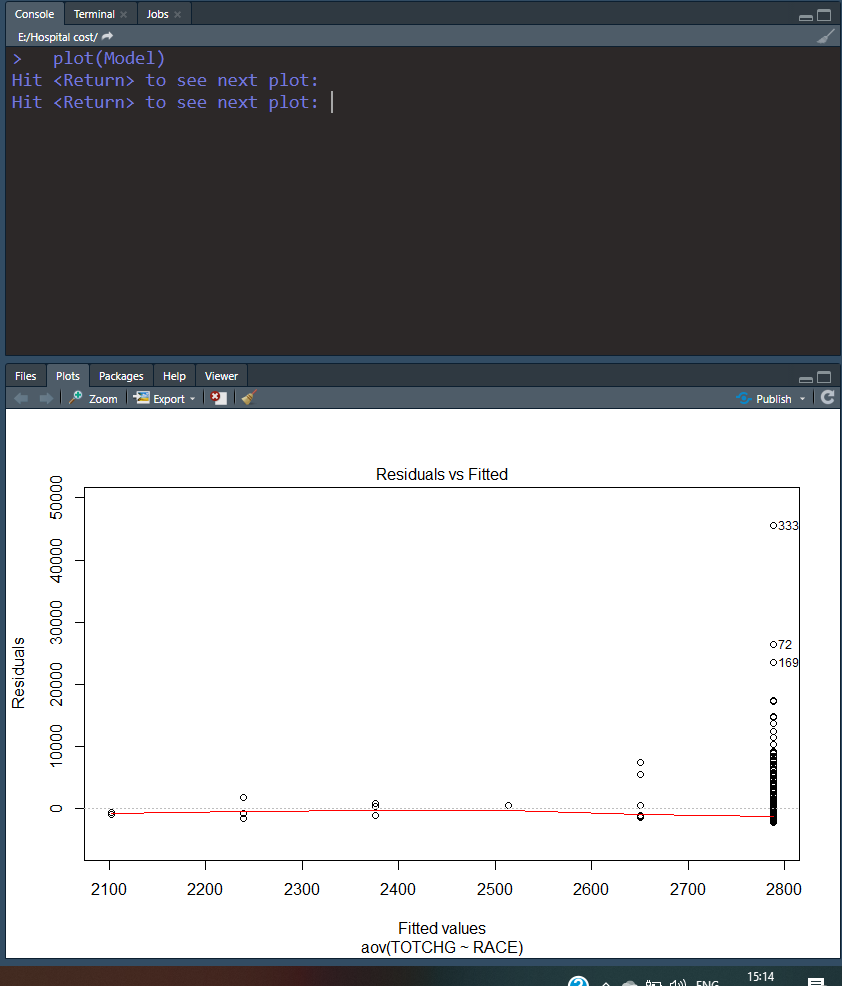 Console Terminal Jobs
E:/Hospital cost/
> plot(Model)
Hit <Return> to see next plot:
Hit <Return> to see next plot:
Files Plots Packages Help Viewer
Zoom Export Publish
Residuals vs Fitted
50000
40000
30000
20000
10000
0
Residuals
333
72
169
2100 2200 2300 2400 2500 2600 2700 2800
Fitted values
aov(TOTCHG ~ RACE)
ENG
15:14